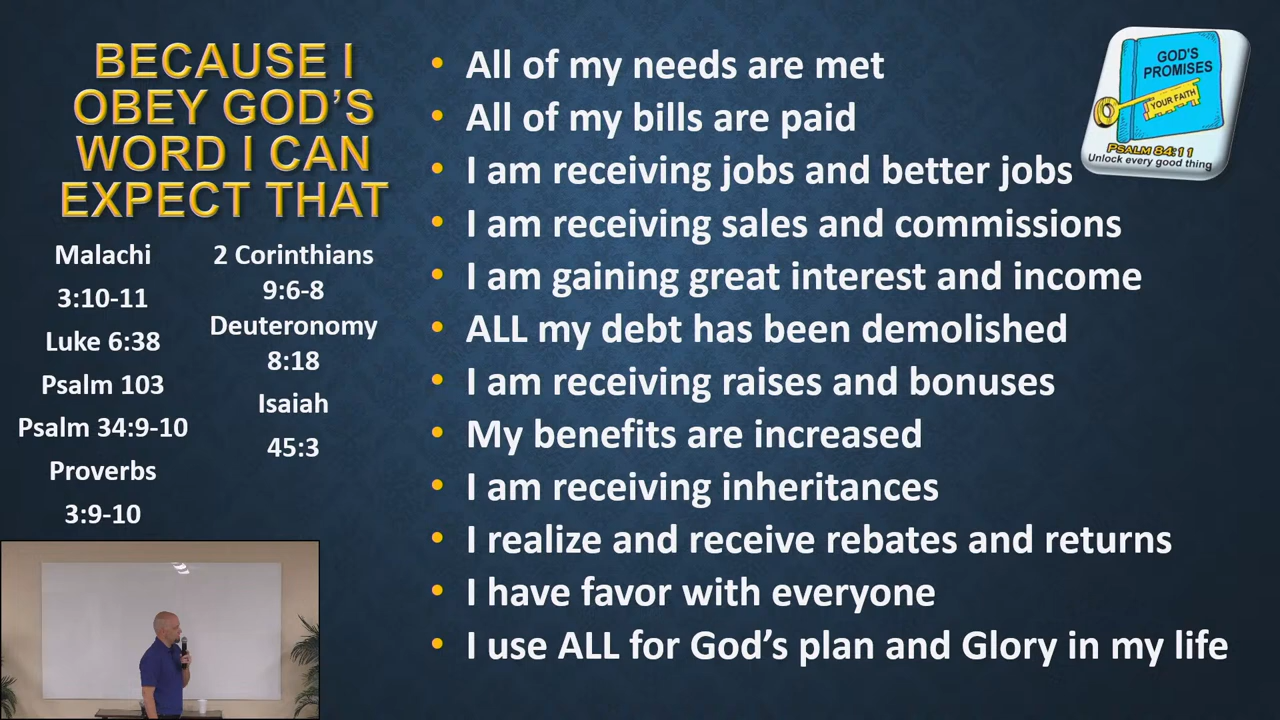 BECAUSE I
OBEY GOD'S
WORD I CAN
EXPECT THAT
Malachi
3:10-11
Luke 6:38
Psalm 103
Psalm 34:9-10
Proverbs
3:9-10
2 Corinthians
9:6-8
Deuteronomy
8:18
Isaiah
45:3
• All of my needs are met
• All of my bills are paid
• I am receiving jobs and better jobs
• I am receiving sales and commissions
• I am gaining great interest and income
• ALL my debt has been demolished
• I am receiving raises and bonuses
• My benefits are increased
• I am receiving inheritances
• I realize and receive rebates and returns
• I have favor with everyone
• I use ALL for God's plan and Glory in my life
GOD'S
PROMISES
YOUR FAITH
PSALM 84:11
Unlock every good thing